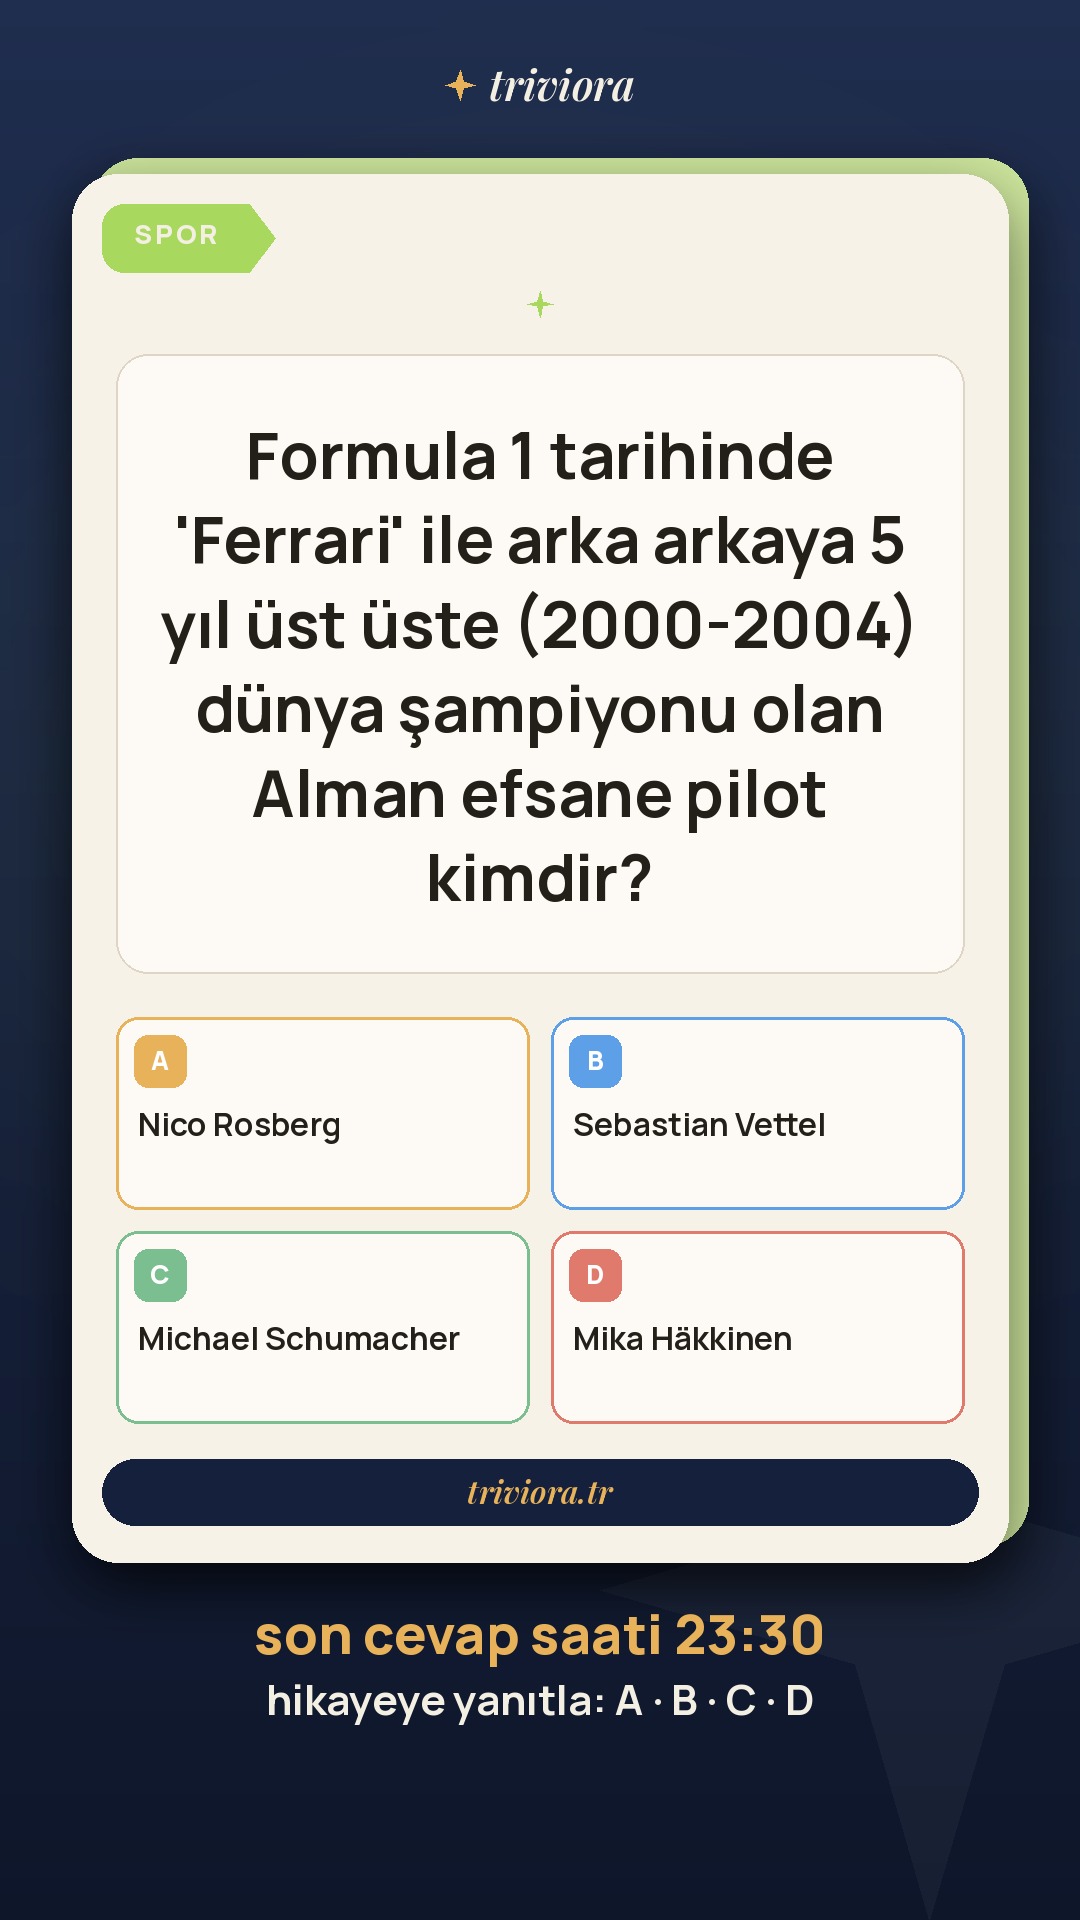 triviora
SPOR
Formula 1 tarihinde
'Ferrari' ile arka arkaya 5
yıl üst üste (2000-2004)
dünya şampiyonu olan
Alman efsane pilot
kimdir?
A
Nico Rosberg
B
Sebastian Vettel
C
Michael Schumacher
D
Mika Häkkinen
triviora.tr
son cevap saati 23:30
hikayeye yanıtla: A · B · C · D